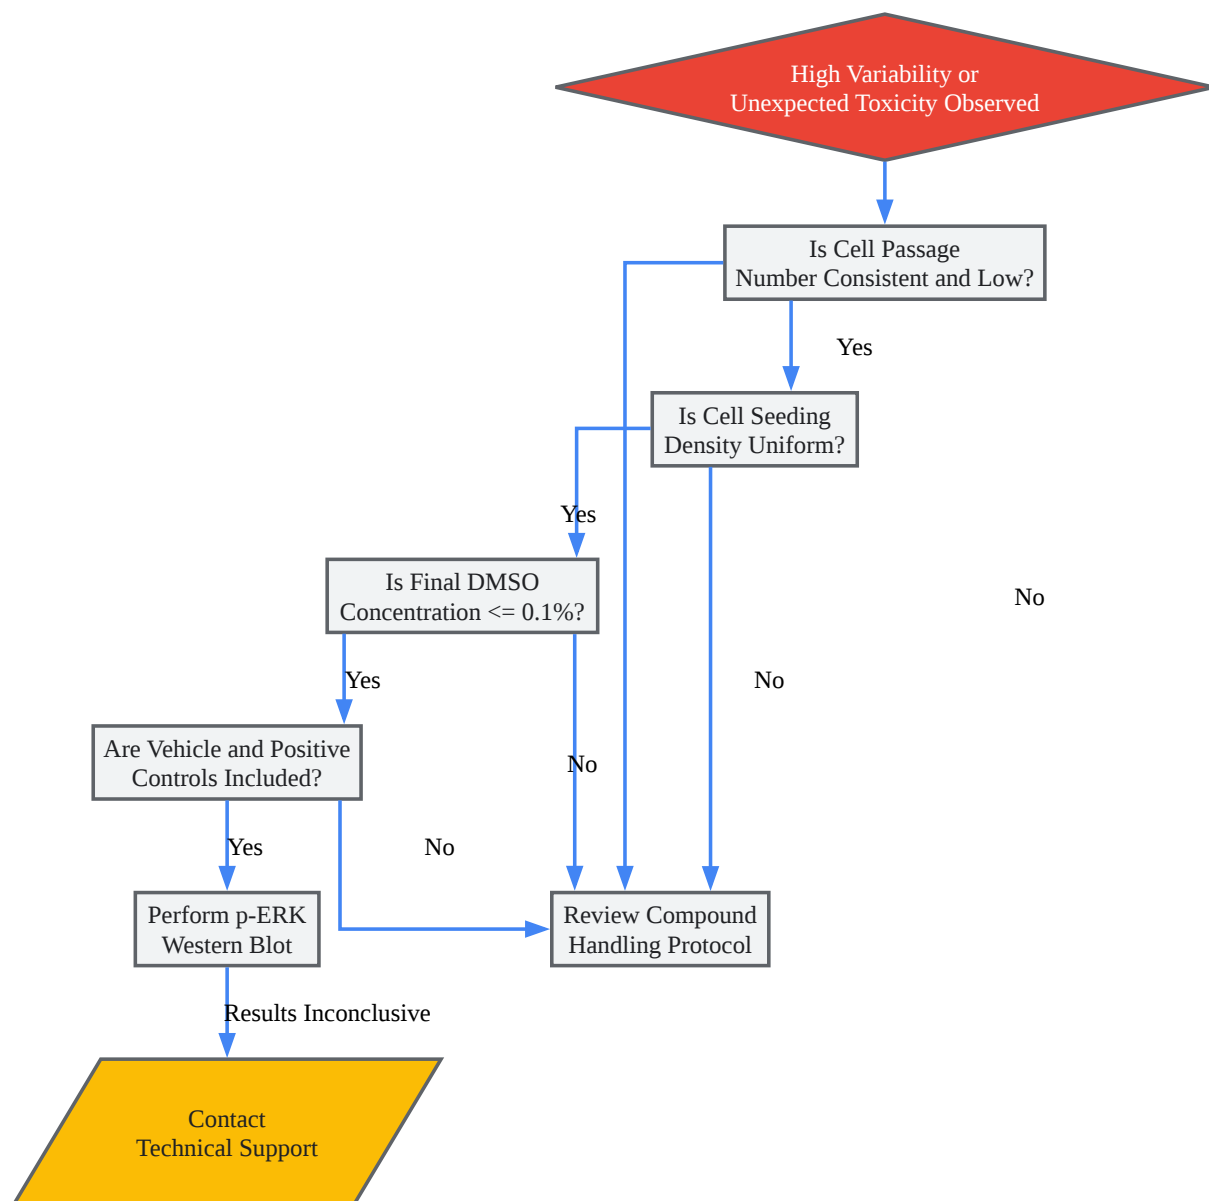 High Variability or
Unexpected Toxicity Observed
Is Cell Passage
Number Consistent and Low?
Yes
Is Cell Seeding
Density Uniform?
Yes
Is Final DMSO
Concentration <= 0.1%?
No
Yes
No
Are Vehicle and Positive
Controls Included?
No
Yes
No
Perform p-ERK
Western Blot
Review Compound
Handling Protocol
Results Inconclusive
Contact
Technical Support